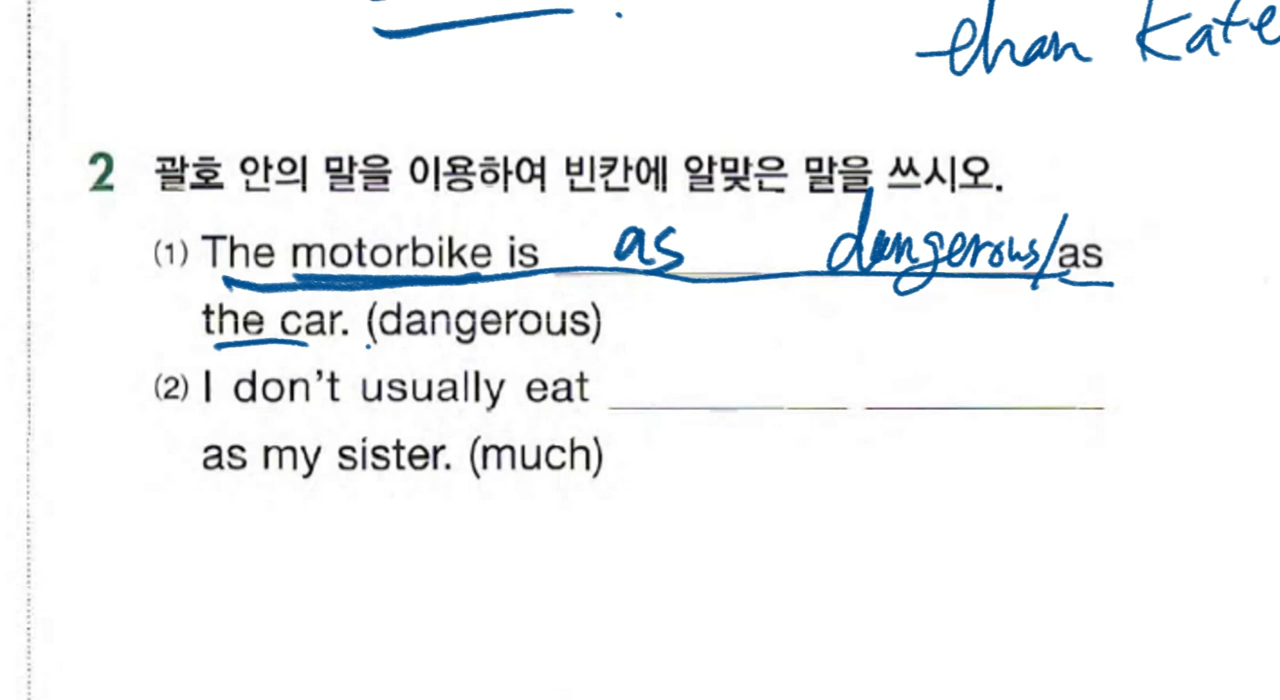 than Kate
2 괄호 안의 말을 이용하여 빈칸에 알맞은 말을 쓰시오.
(1) The motorbike is as dangerous/as
the car. (dangerous)
(2) I don't usually eat
as my sister. (much)